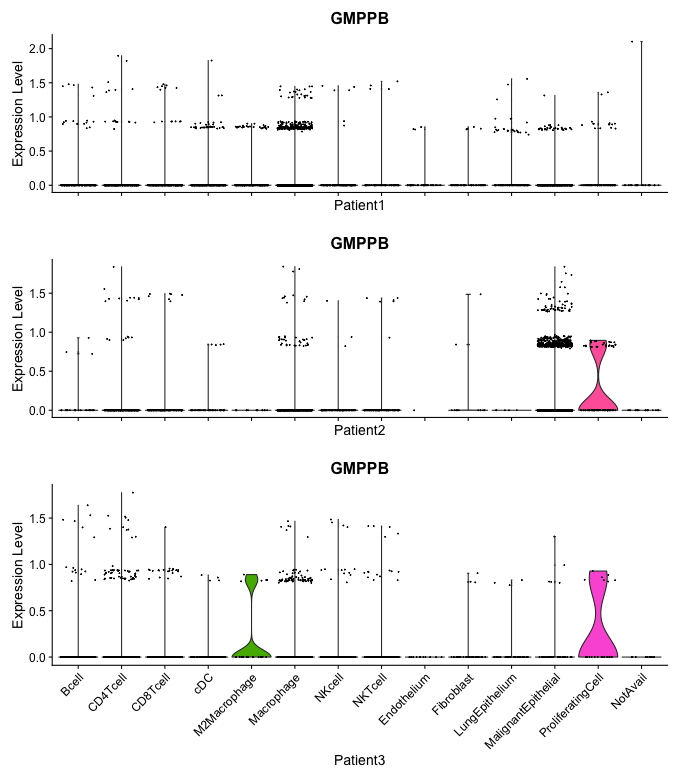 GMPPB
Expression Level
2.0
1.5
1.0
0.5
0.0
Patient1
GMPPB
Expression Level
1.5
1.0
0.5
0.0
Patient2
GMPPB
Expression Level
1.5
1.0
0.5
0.0
Bcell
CD4Tcell
CD8Tcell
cDC
M2Macrophage
Macrophage
NKcell
NKTcell
Endothelium
Fibroblast
LungEpithelium
MalignantEpithelial
ProliferatingCell
NotAvail
Patient3